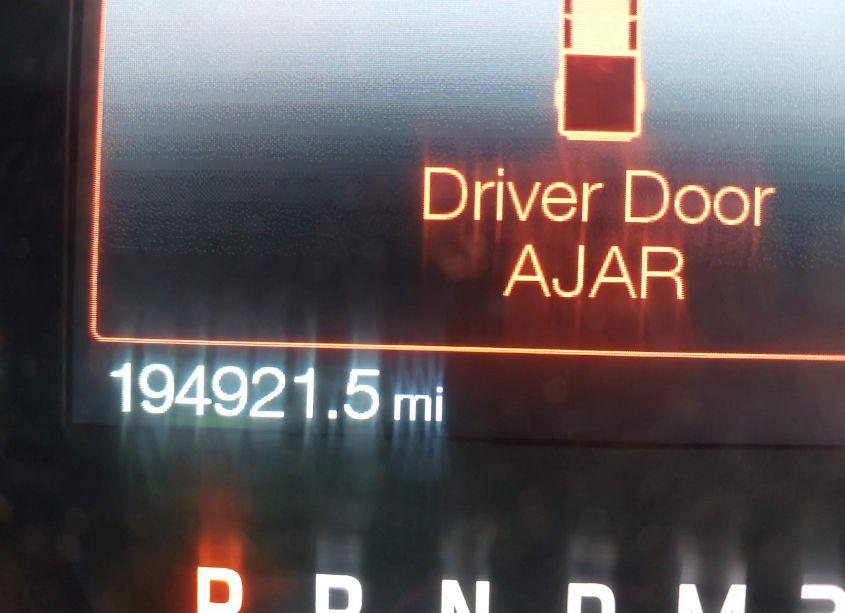 Driver Door
AJAR
194921.5 mi
P R N D M